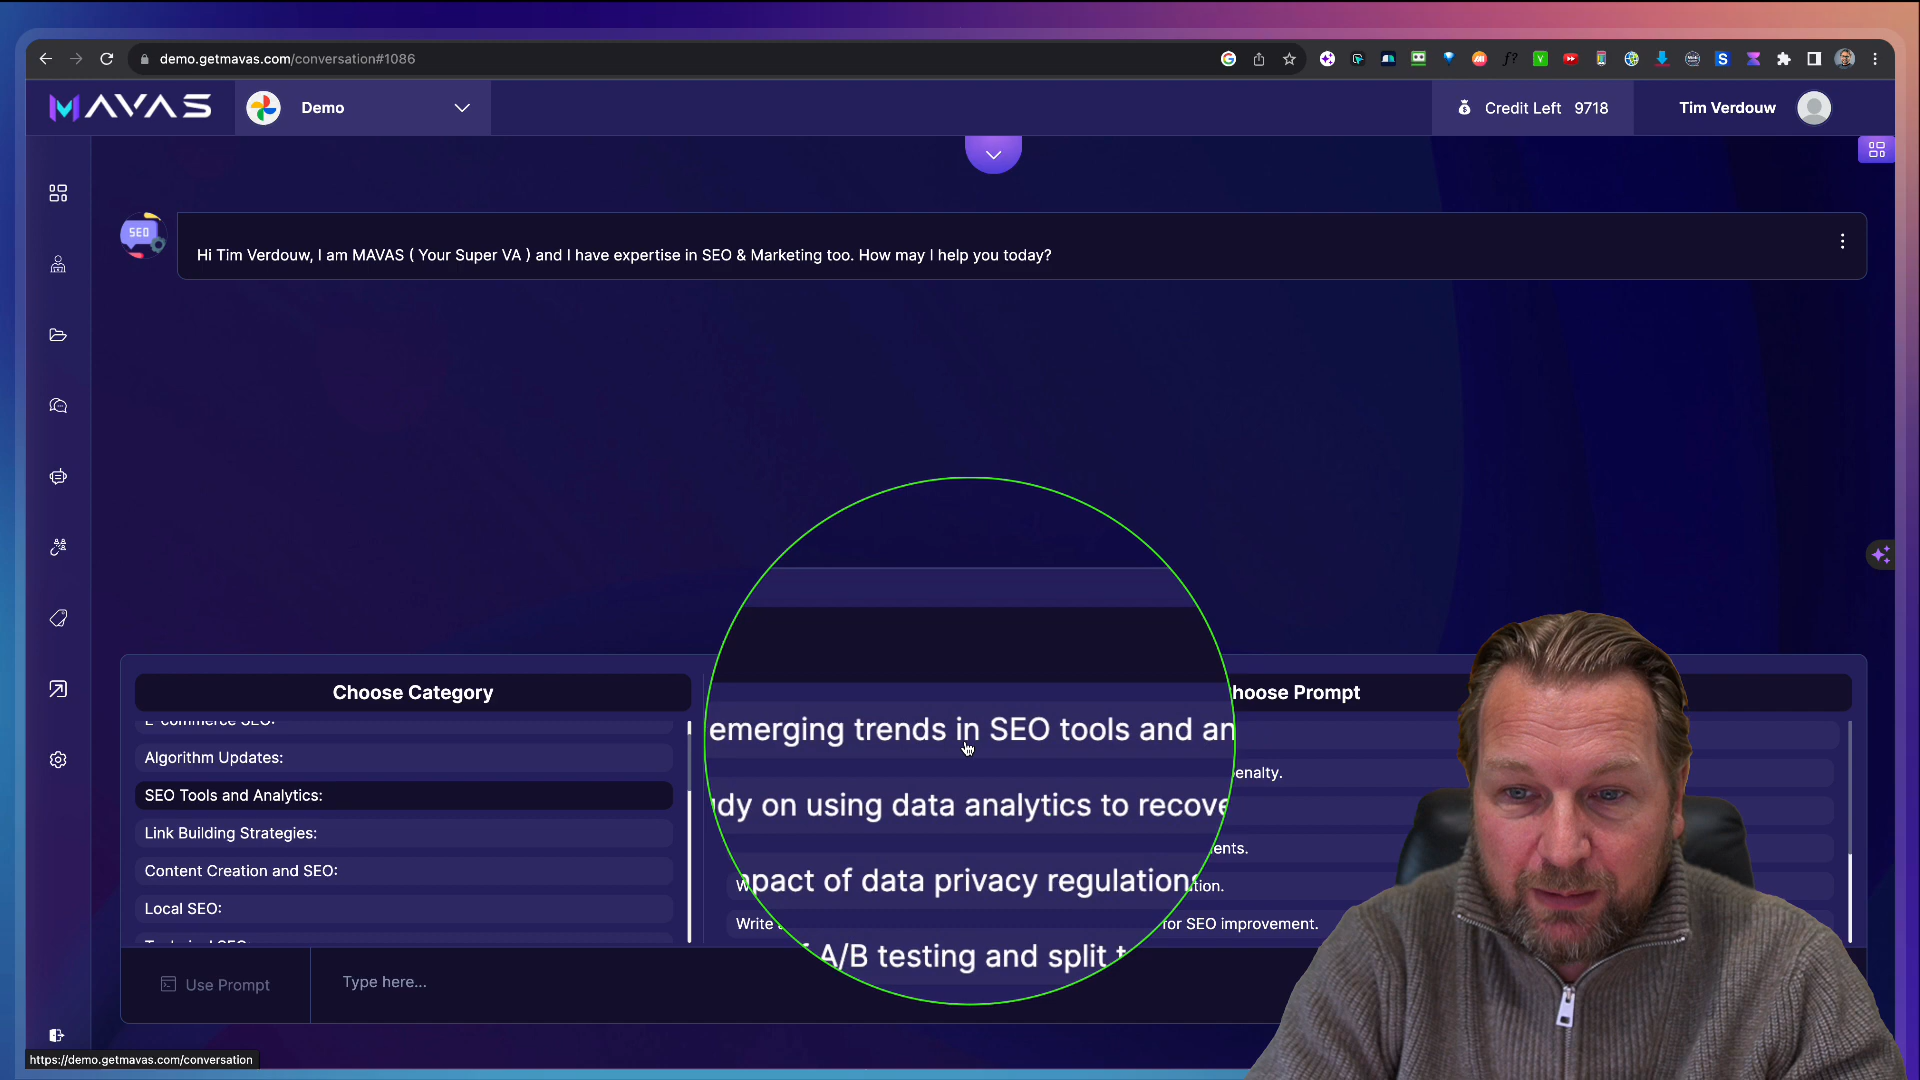 demo.getmavas.com/conversation#1086
MAVAS
Demo
Credit Left 9718
Tim Verdouw
SEO
Hi Tim Verdouw, I am MAVAS ( Your Super VA ) and I have expertise in SEO & Marketing too. How may I help you today?
Choose Category
E-commerce SEO:
Algorithm Updates:
SEO Tools and Analytics:
Link Building Strategies:
Content Creation and SEO:
Local SEO:
hoose Prompt
emerging trends in SEO tools and an
enalty.
dy on using data analytics to recove
ents.
mpact of data privacy regulations
tion.
Write
for SEO improvement.
A/B testing and split t
Use Prompt
Type here...
https://demo.getmavas.com/conversation